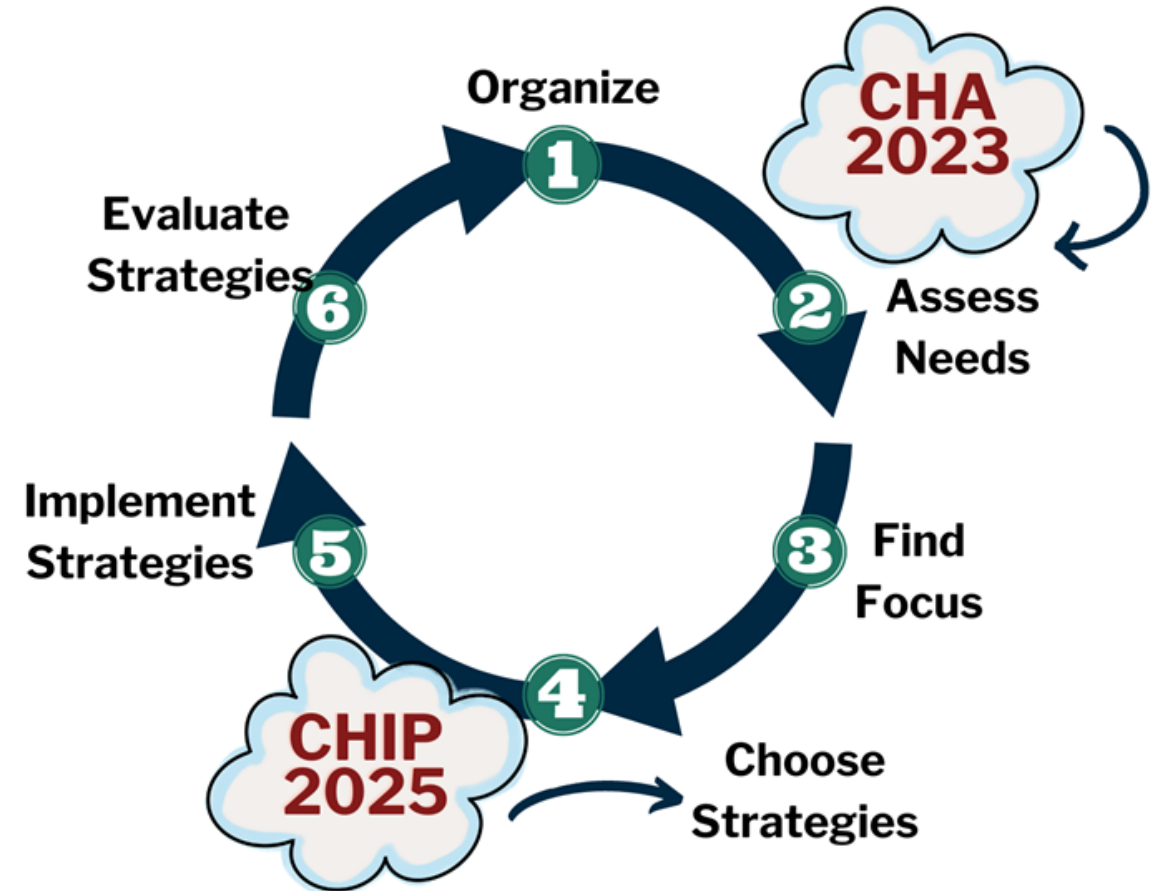 Organize
1
CHA
2023
2
Assess
Needs
3
Find
Focus
4
Choose
Strategies
CHIP
2025
5
Implement
Strategies
6
Evaluate
Strategies